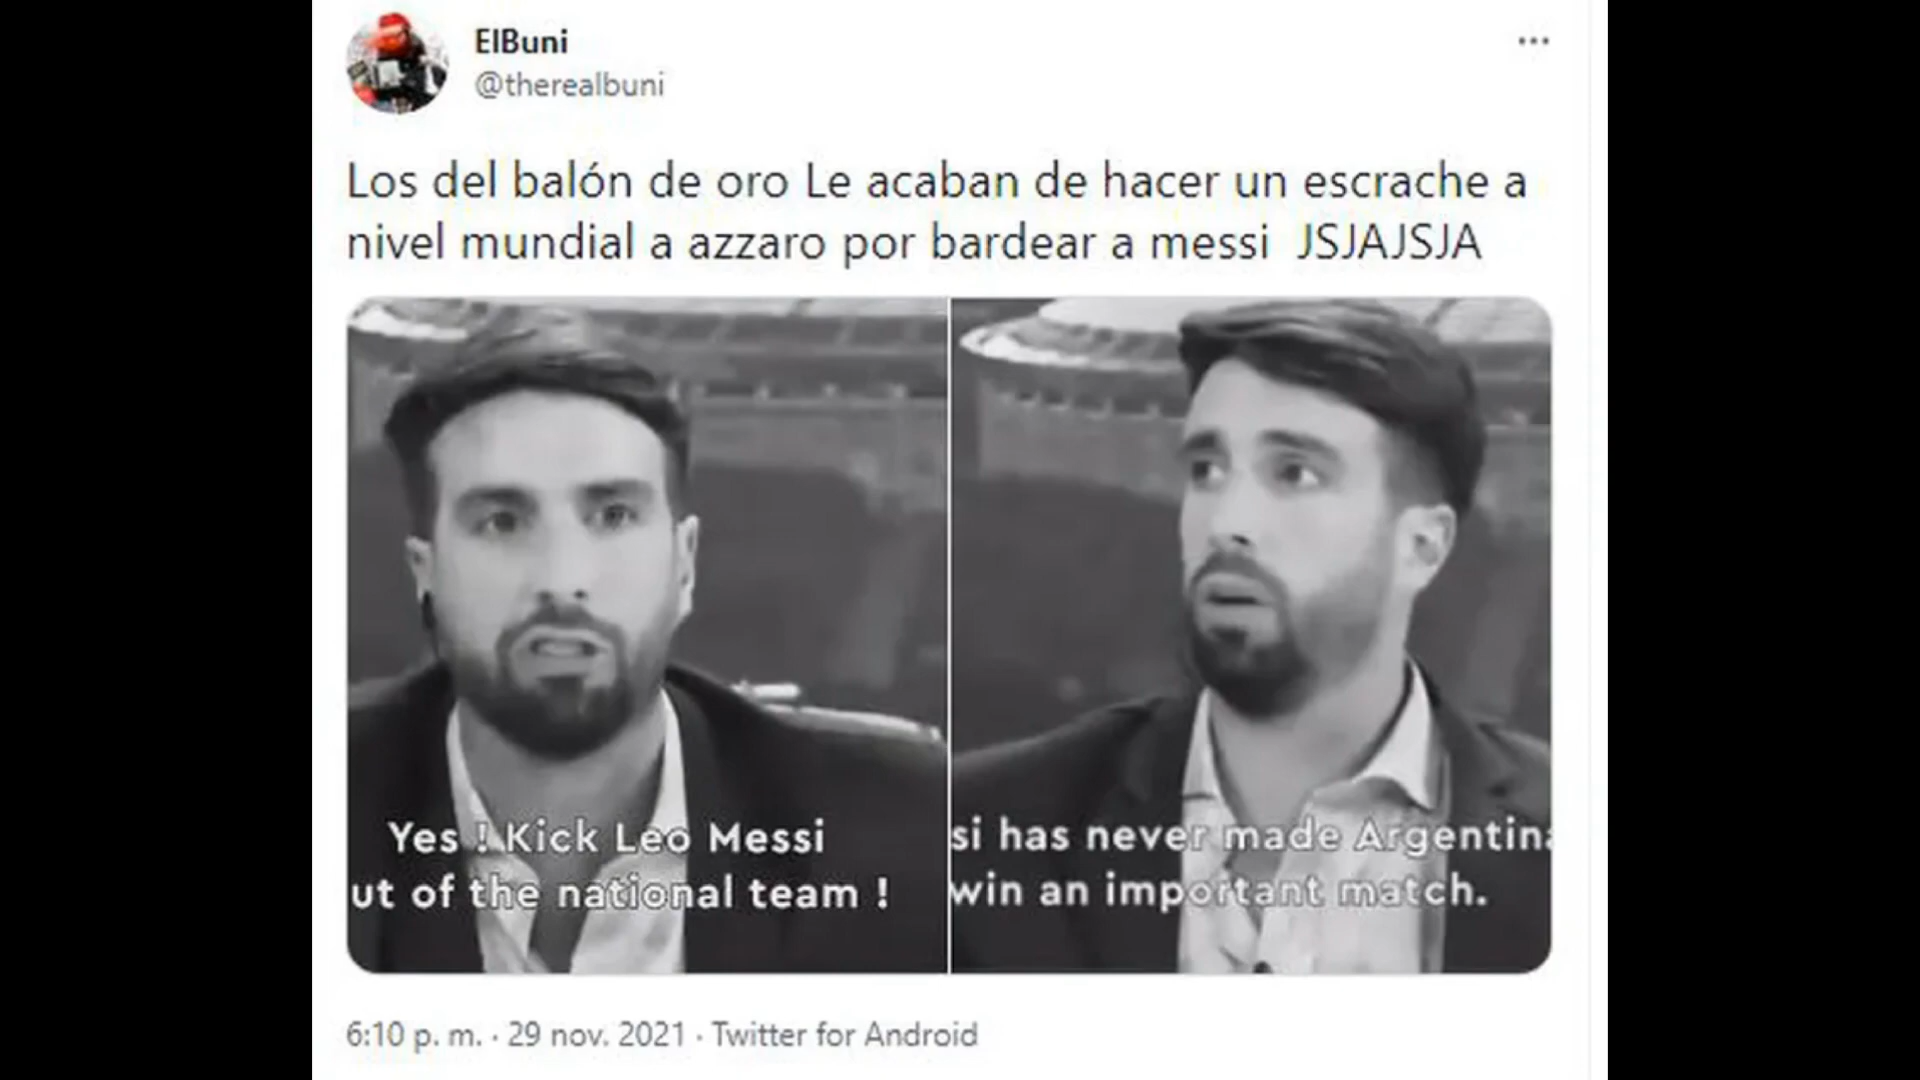 ElBuni
@therealbuni
Los del balón de oro Le acaban de hacer un escrache a
nivel mundial a azzaro por bardear a messi JSJAJSJA
Yes ! Kick Leo Messi
ut of the national team !
si has never made Argentina
win an important match.
6:10 p. m. · 29 nov. 2021 · Twitter for Android